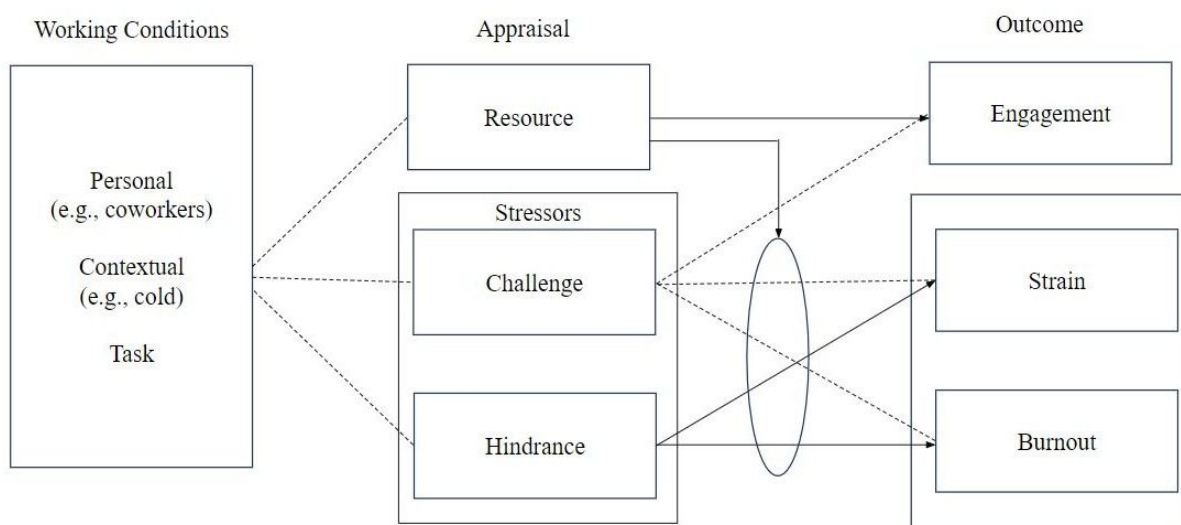 Working Conditions
Appraisal
Outcome
Personal
(e.g., coworkers)
Contextual
(e.g., cold)
Task
Resource
Stressors
Challenge
Hindrance
Engagement
Strain
Burnout